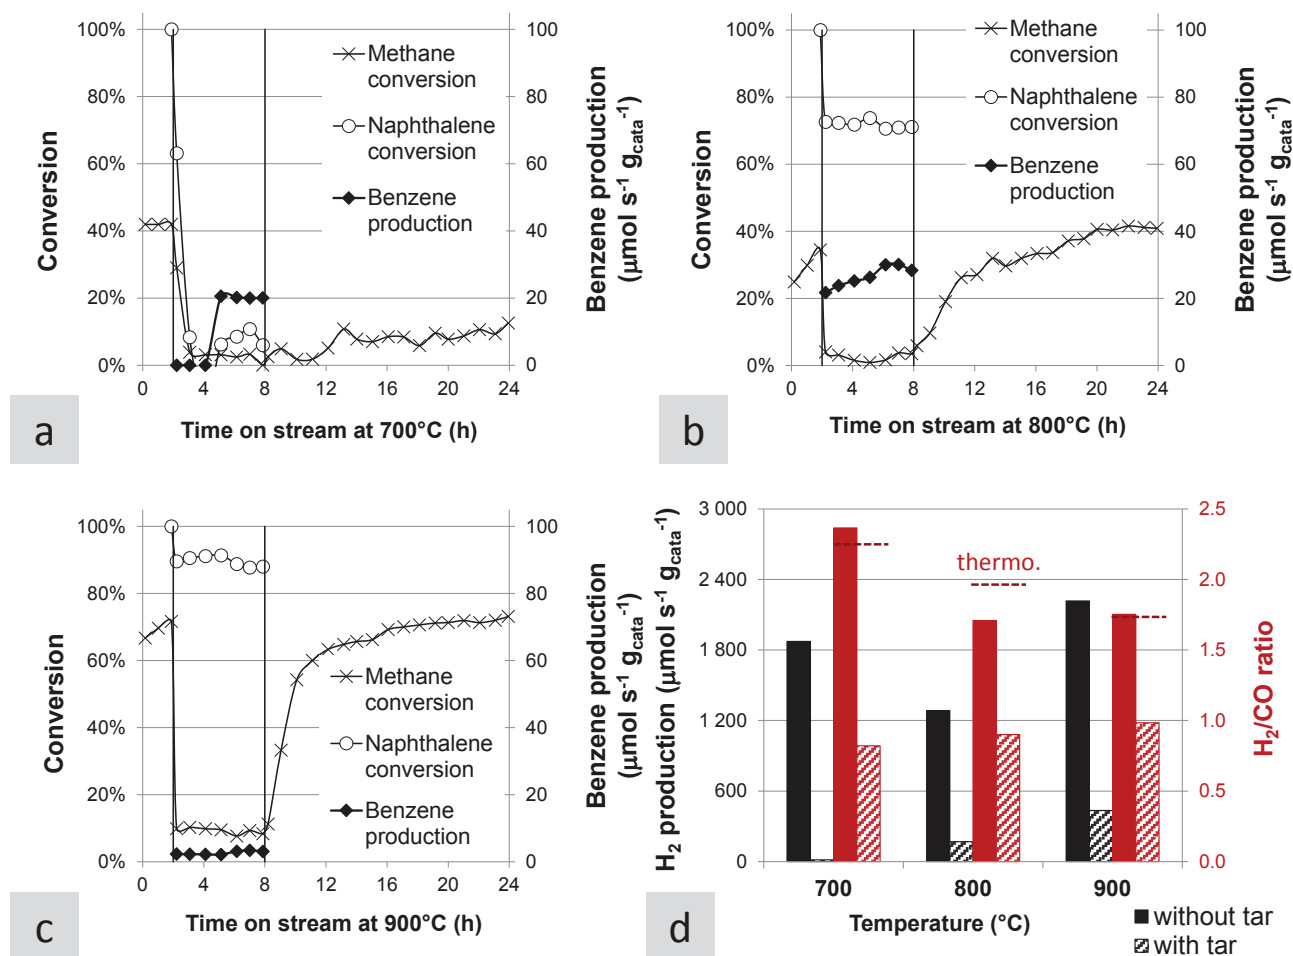 100%
80%
60%
40%
20%
0%
Conversion
100
80
60
40
20
0
Benzene production
(µmol s⁻¹ g_cata⁻¹)
Methane
conversion
Naphthalene
conversion
Benzene
production
0 4 8 12 16 20 24
Time on stream at 700°C (h)
a
100%
80%
60%
40%
20%
0%
Conversion
100
80
60
40
20
0
Benzene production
(µmol s⁻¹ g_cata⁻¹)
Methane
conversion
Naphthalene
conversion
Benzene
production
0 4 8 12 16 20 24
Time on stream at 800°C (h)
b
100%
80%
60%
40%
20%
0%
Conversion
100
80
60
40
20
0
Benzene production
(µmol s⁻¹ g_cata⁻¹)
Methane
conversion
Naphthalene
conversion
Benzene
production
0 4 8 12 16 20 24
Time on stream at 900°C (h)
c
3 000
2 400
1 800
1 200
600
0
H₂ production (µmol s⁻¹ g_cata⁻¹)
2.5
2.0
1.5
1.0
0.5
0.0
H₂/CO ratio
thermo.
700 800 900
Temperature (°C)
without tar
with tar
d